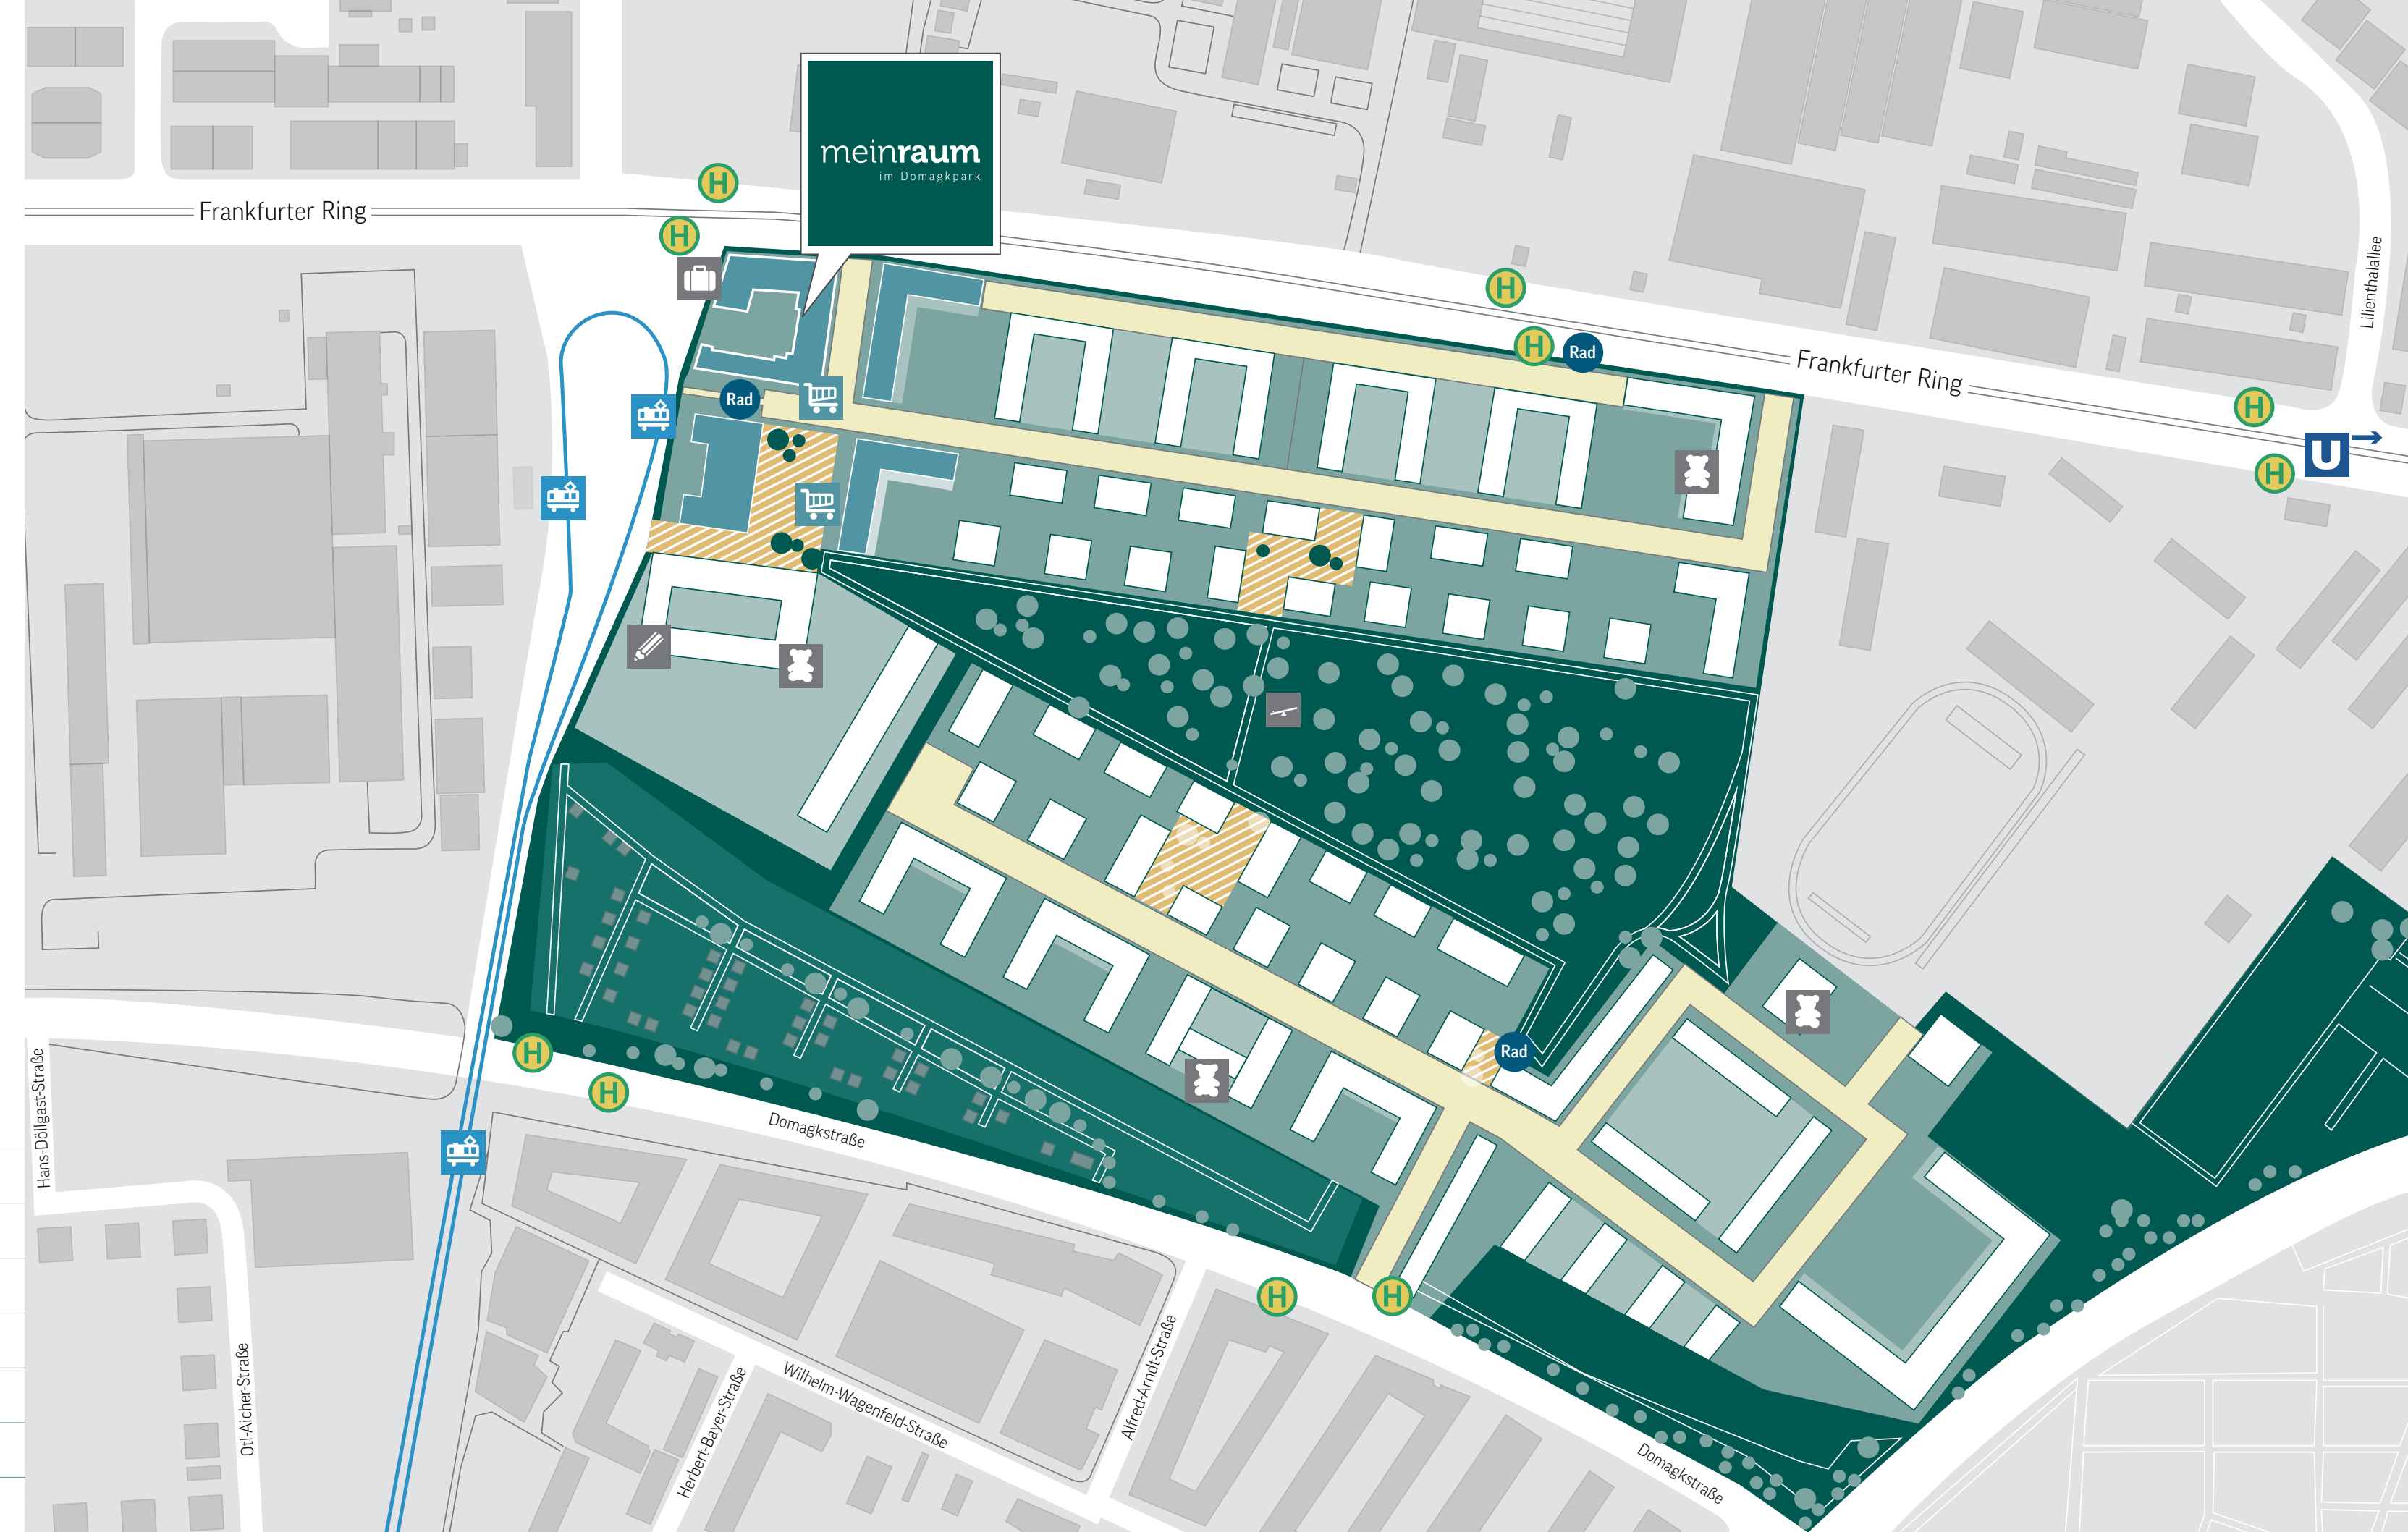 meinraum
im Domagkpark
H
Frankfurter Ring
H
Lilienthalallee
H
H
Rad
Frankfurter Ring
Rad
H
U
H
H
Rad
H
Hans-Döllgast-Straße
Domagkstraße
H
H
Otl-Aicher-Straße
Herbert-Bayer-Straße
Wilhelm-Wagenfeld-Straße
Alfred-Arndt-Straße
Domagkstraße